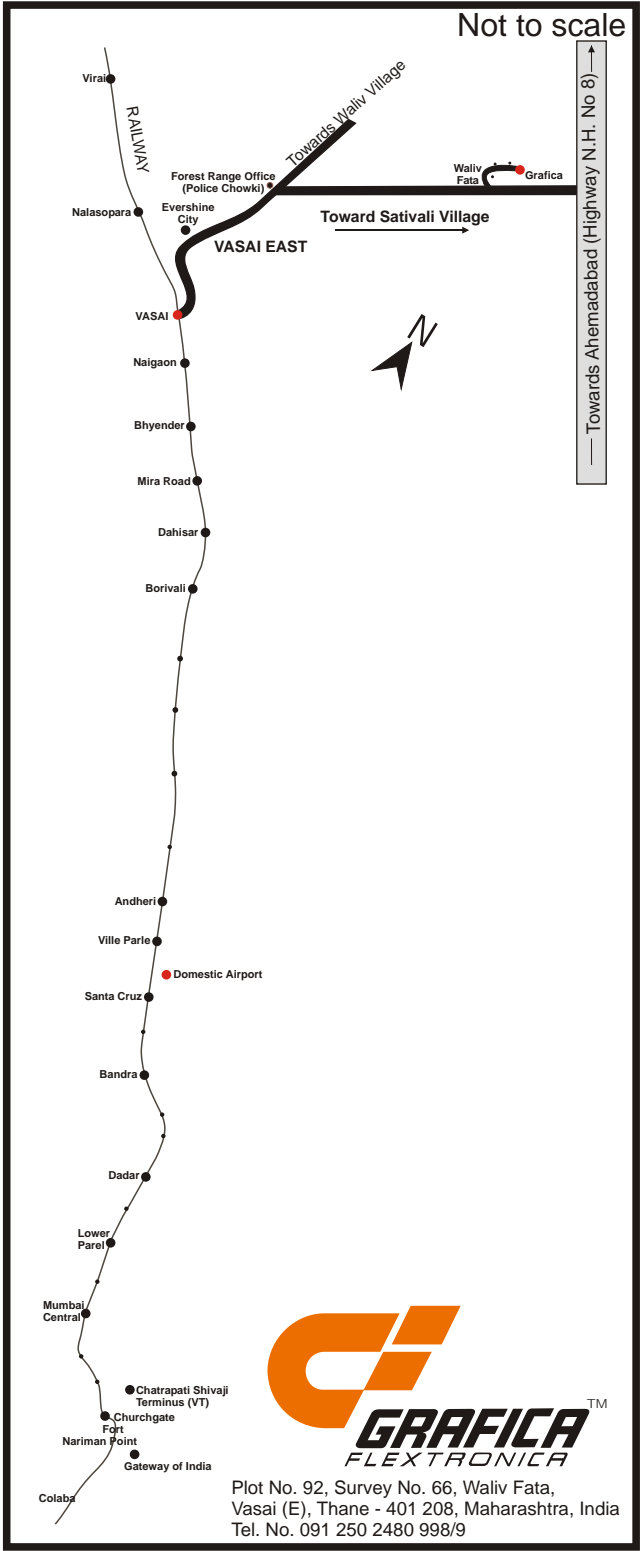 Not to scale
Virai
RAILWAY
Towards Waliv Village
Towards Ahemadabad (Highway N.H. No 8)
Forest Range Office
(Police Chowki)
Waliv
Fata
Grafica
Nalasopara
Evershine
City
Toward Sativali Village
VASAI EAST
VASAI
N
Naigaon
Bhyender
Mira Road
Dahisar
Borivali
Andheri
Ville Parle
Domestic Airport
Santa Cruz
Bandra
Dadar
Lower
Parel
Mumbai
Central
Chatrapati Shivaji
Terminus (VT)
Churchgate
Fort
Nariman Point
Gateway of India
Colaba
GRAFICA TM
FLEXTRONICA
Plot No. 92, Survey No. 66, Waliv Fata,
Vasai (E), Thane - 401 208, Maharashtra, India
Tel. No. 091 250 2480 998/9